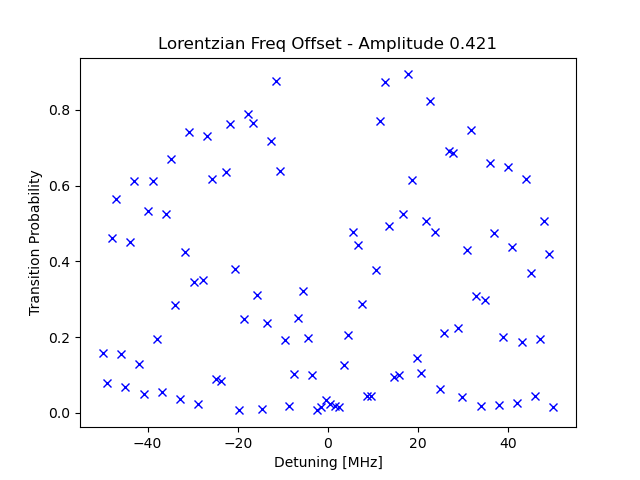 Lorentzian Freq Offset - Amplitude 0.421
Transition Probability
0.8
0.6
0.4
0.2
0.0
−40 −20 0 20 40
Detuning [MHz]